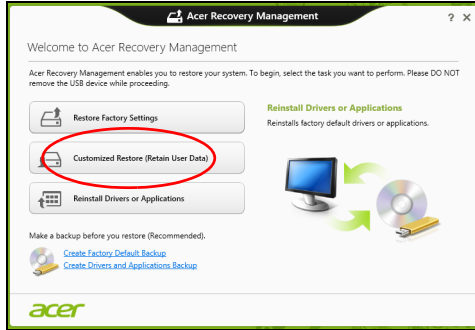 Acer Recovery Management
? X
Welcome to Acer Recovery Management
Acer Recovery Management enables you to restore your system. To begin, select the task you want to perform. Please DO NOT
remove the USB device while proceeding.
Restore Factory Settings
Customized Restore (Retain User Data)
Reinstall Drivers or Applications
Reinstall Drivers or Applications
Reinstalls factory default drivers or applications.
Make a backup before you restore (Recommended).
Create Factory Default Backup
Create Drivers and Applications Backup
acer